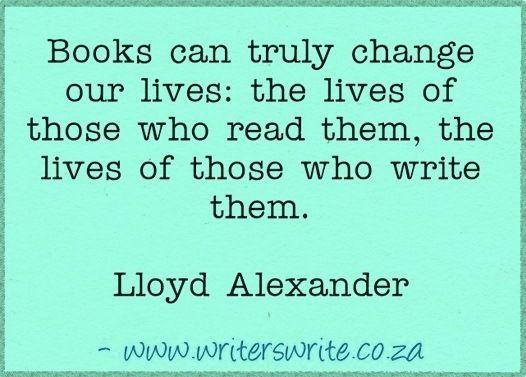 Books can truly change
our lives: the lives of
those who read them, the
lives of those who write
them.
Lloyd Alexander
- www.writerswrite.co.za